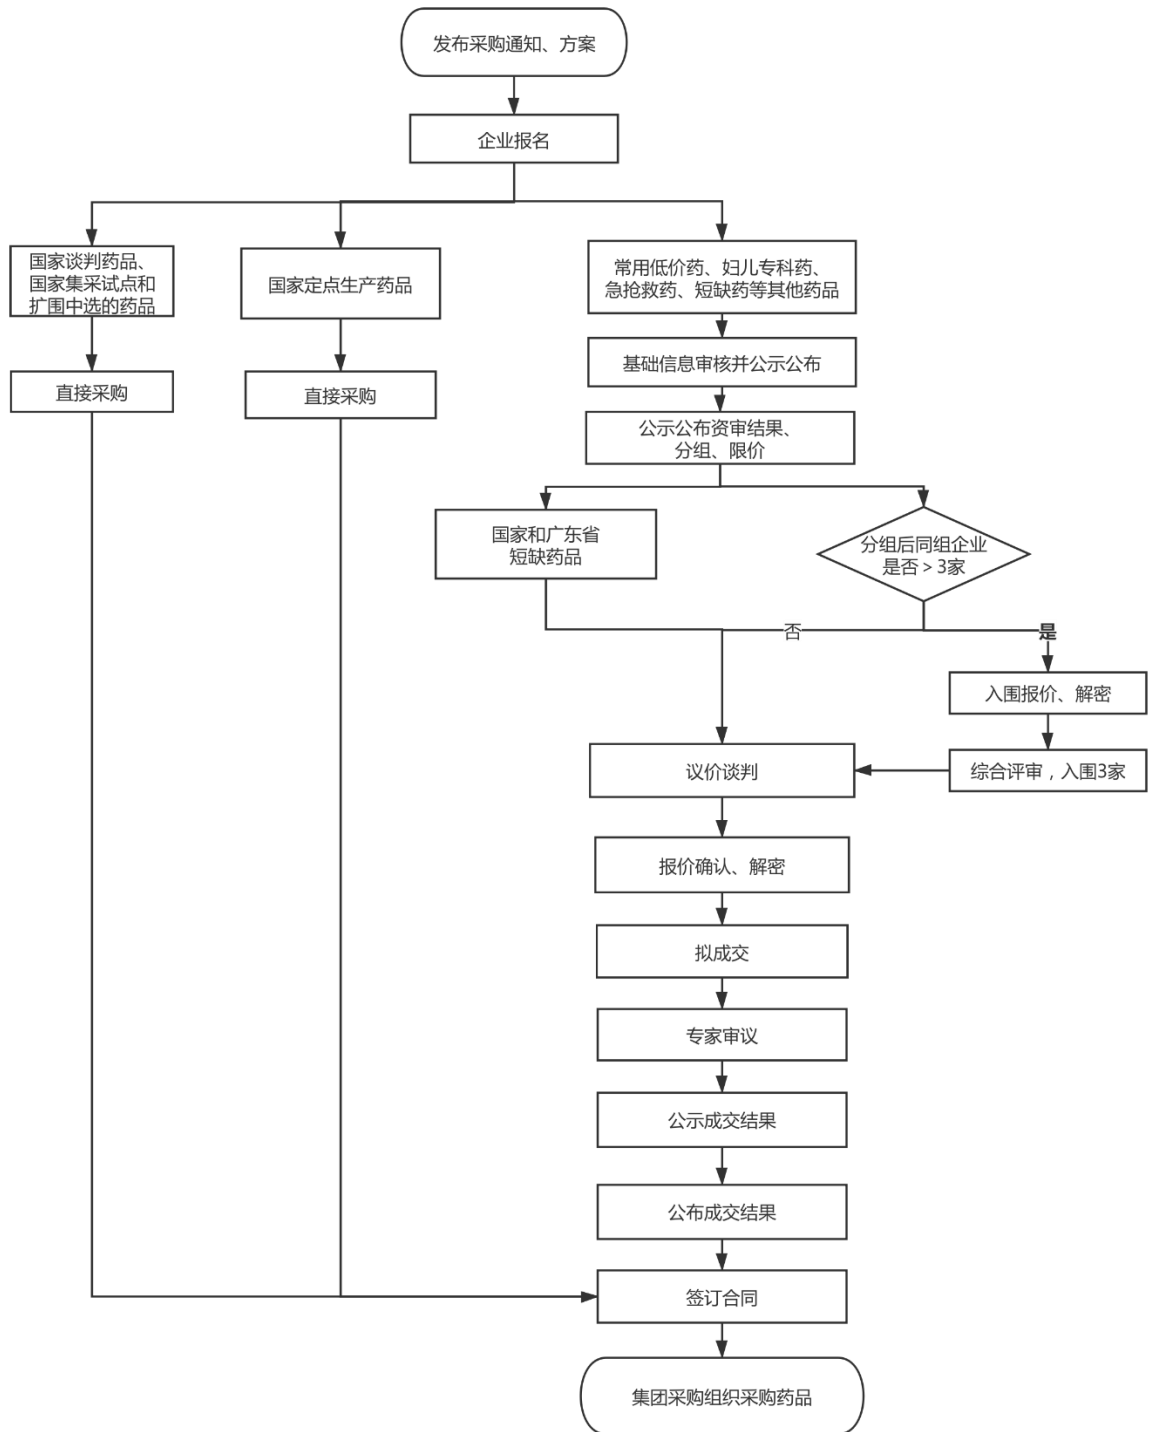 发布采购通知、方案
企业报名
国家谈判药品、
国家集采试点和
扩围中选的药品
国家定点生产药品
常用低价药、妇儿专科药、
急抢救药、短缺药等其他药品
直接采购
直接采购
基础信息审核并公示公布
公示公布资审结果、
分组、限价
国家和广东省
短缺药品
分组后同组企业
是否＞3家
否
是
入围报价、解密
综合评审，入围3家
议价谈判
报价确认、解密
拟成交
专家审议
公示成交结果
公布成交结果
签订合同
集团采购组织采购药品